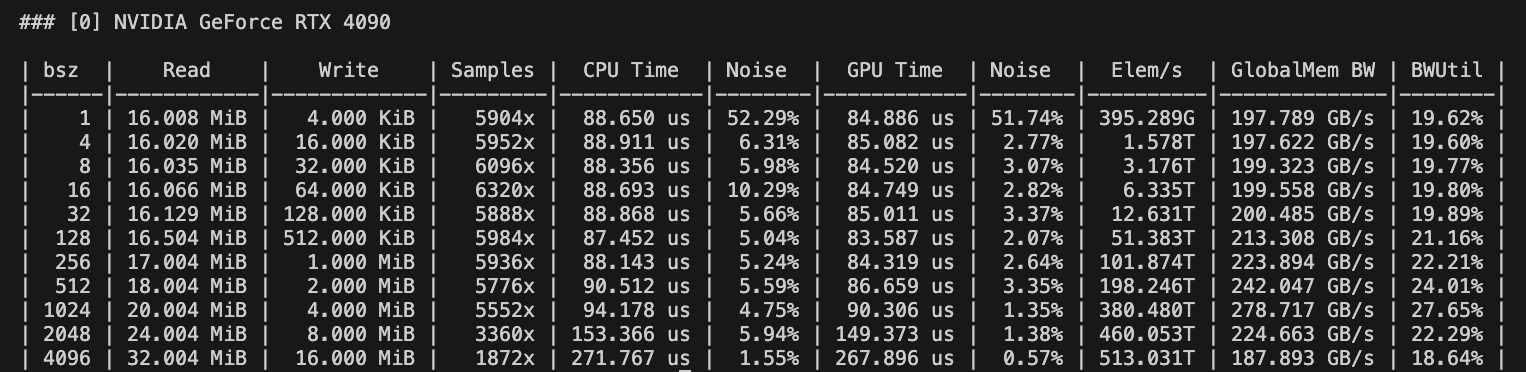 ### [0] NVIDIA GeForce RTX 4090
| bsz  |    Read    |    Write    | Samples |  CPU Time  | Noise  |  GPU Time  | Noise  |  Elem/s  | GlobalMem BW | BWUtil |
|------|------------|-------------|---------|------------|--------|------------|--------|----------|--------------|--------|
|    1 | 16.008 MiB |   4.000 KiB |   5904x |  88.650 us | 52.29% |  84.886 us | 51.74% | 395.289G | 197.789 GB/s | 19.62% |
|    4 | 16.020 MiB |  16.000 KiB |   5952x |  88.911 us |  6.31% |  85.082 us |  2.77% |   1.578T | 197.622 GB/s | 19.60% |
|    8 | 16.035 MiB |  32.000 KiB |   6096x |  88.356 us |  5.98% |  84.520 us |  3.07% |   3.176T | 199.323 GB/s | 19.77% |
|   16 | 16.066 MiB |  64.000 KiB |   6320x |  88.693 us | 10.29% |  84.749 us |  2.82% |   6.335T | 199.558 GB/s | 19.80% |
|   32 | 16.129 MiB | 128.000 KiB |   5888x |  88.868 us |  5.66% |  85.011 us |  3.37% |  12.631T | 200.485 GB/s | 19.89% |
|  128 | 16.504 MiB | 512.000 KiB |   5984x |  87.452 us |  5.04% |  83.587 us |  2.07% |  51.383T | 213.308 GB/s | 21.16% |
|  256 | 17.004 MiB |   1.000 MiB |   5936x |  88.143 us |  5.24% |  84.319 us |  2.64% | 101.874T | 223.894 GB/s | 22.21% |
|  512 | 18.004 MiB |   2.000 MiB |   5776x |  90.512 us |  5.59% |  86.659 us |  3.35% | 198.246T | 242.047 GB/s | 24.01% |
| 1024 | 20.004 MiB |   4.000 MiB |   5552x |  94.178 us |  4.75% |  90.306 us |  1.35% | 380.480T | 278.717 GB/s | 27.65% |
| 2048 | 24.004 MiB |   8.000 MiB |   3360x | 153.366 us |  5.94% | 149.373 us |  1.38% | 460.053T | 224.663 GB/s | 22.29% |
| 4096 | 32.004 MiB |  16.000 MiB |   1872x | 271.767 us |  1.55% | 267.896 us |  0.57% | 513.031T | 187.893 GB/s | 18.64% |